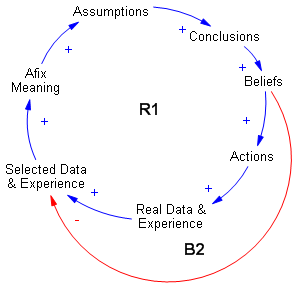 Assumptions
+
Conclusions
+
Beliefs
+
Actions
+
Real Data &
Experience
+
Selected Data
& Experience
-
+
Afix
Meaning
+
R1
B2